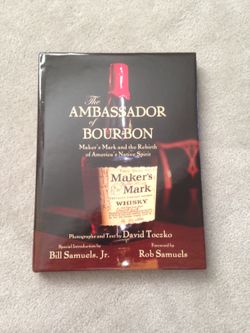 The
AMBASSADOR
of
BOURBON
Maker's Mark and the Rebirth
of America's Native Spirit
Maker's
Mark
WHISKY
Photography and Text by David Toczko
Special Introduction by
Bill Samuels, Jr.
Foreword by
Rob Samuels